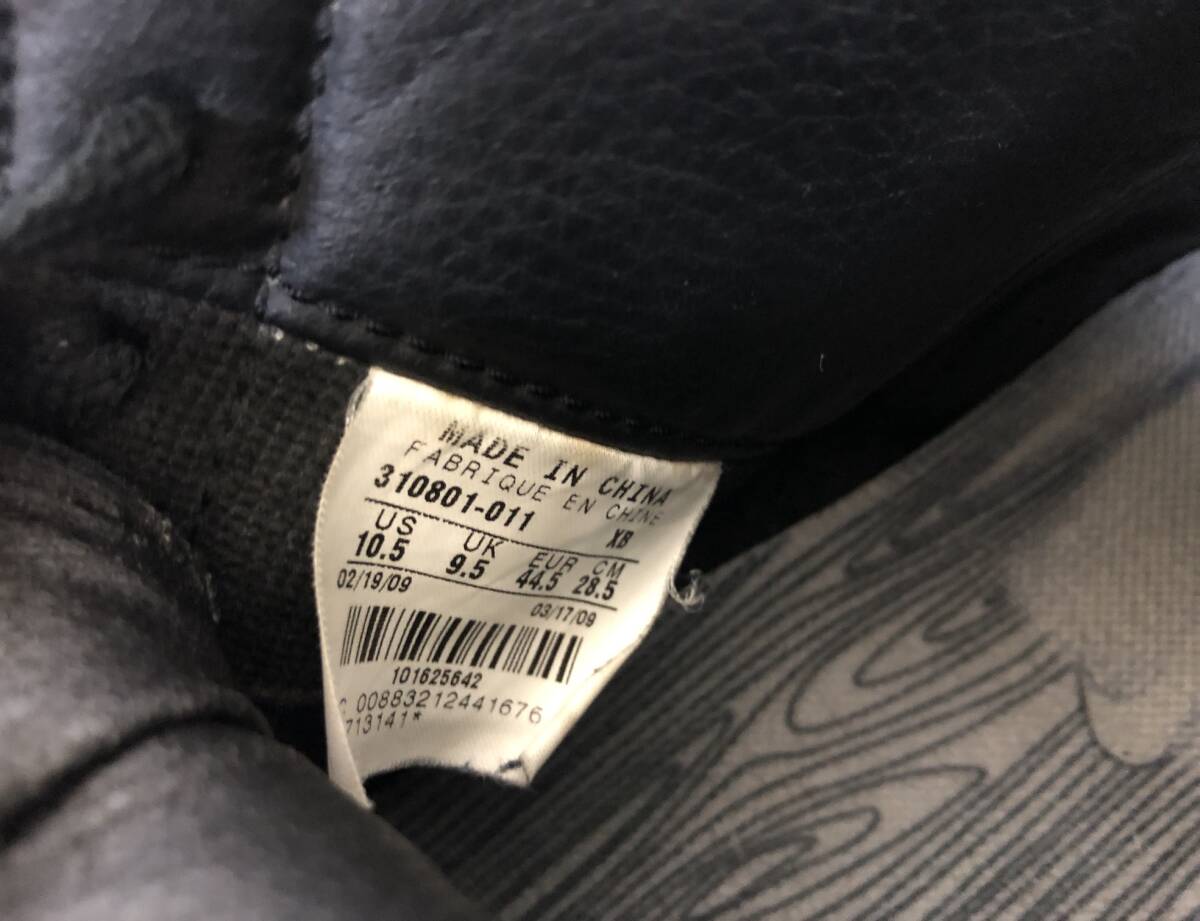 MADE IN CHINA
FABRIQUE EN CHINE
310801-011 XB
US UK EUR CM
10.5 9.5 44.5 28.5
02/19/09 03/17/09
101625642
00883212441676
713141*